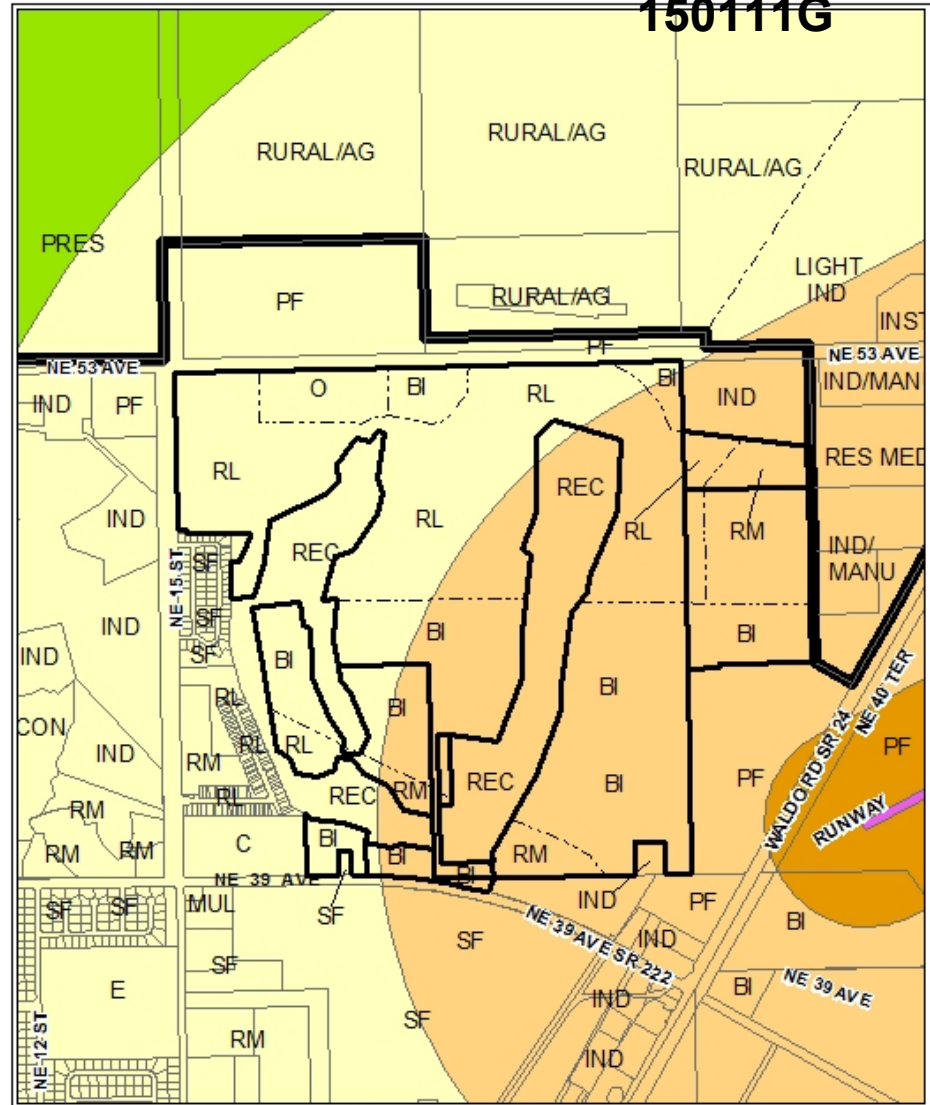 150111G
RURAL/AG
RURAL/AG
RURAL/AG
PRES
LIGHT
IND
PF
RURAL/AG
INST
PF
NE 53 AVE
NE 53 AVE
IND
PF
O
BI
RL
BI
IND
IND/MAN
RL
REC
RES MED
IND
RL
RL
RM
REC
IND/
MANU
SF
NE 15 ST
SF
IND
SF
BI
BI
IND
BI
BI
RL
BI
CON
IND
RL
RL
RM
REC
RM
REC
BI
PF
WALDO RD SR 24
NE 40 TER
PF
RUNWAY
RM
RL
RM
RM
C
BI
BI
RM
BI
NE 39 AVE
SF
IND
PF
SF
SF
MUL
SF
NE 39 AVE SR 222
IND
BI
SF
E
IND
BI
NE 39 AVE
SF
RM
IND
NE 12 ST